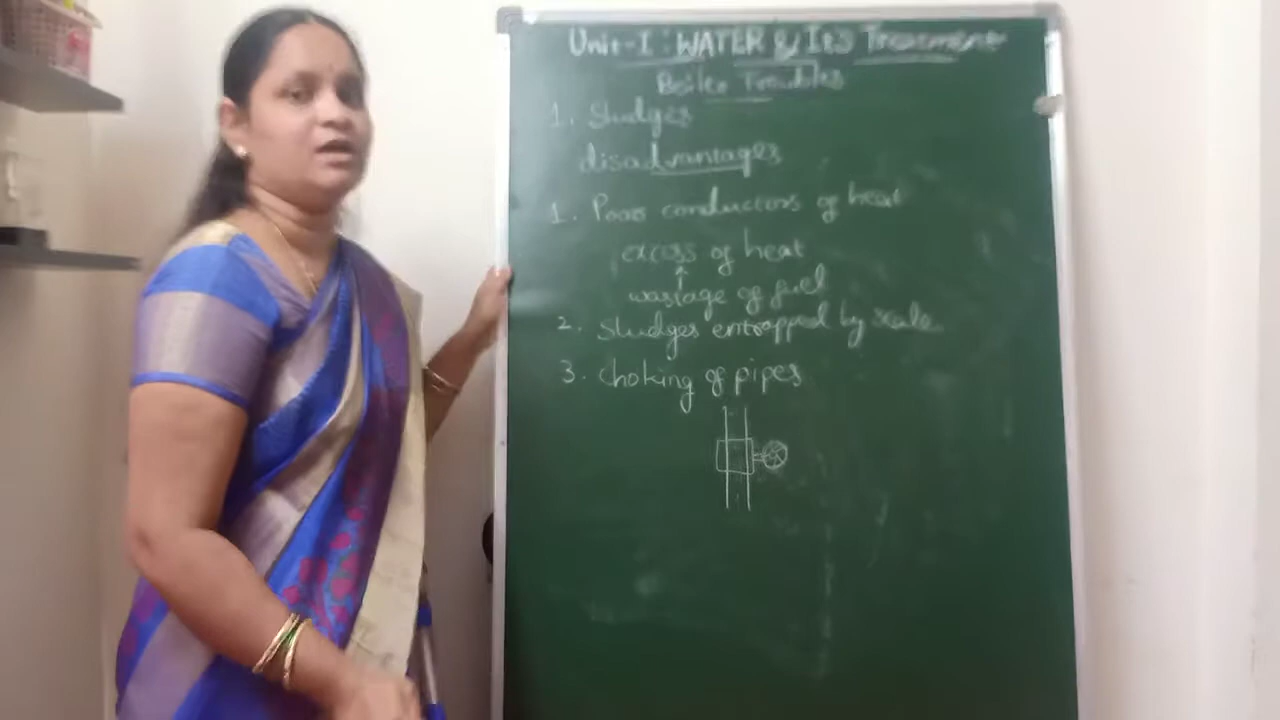 Unit-I : WATER & Its Treatment
Boiler Troubles
1. Sludges
disadvantages
1. Poor conductors of heat
excess of heat
wastage of fuel
2. Sludges entrapped by scale
3. Choking of pipes